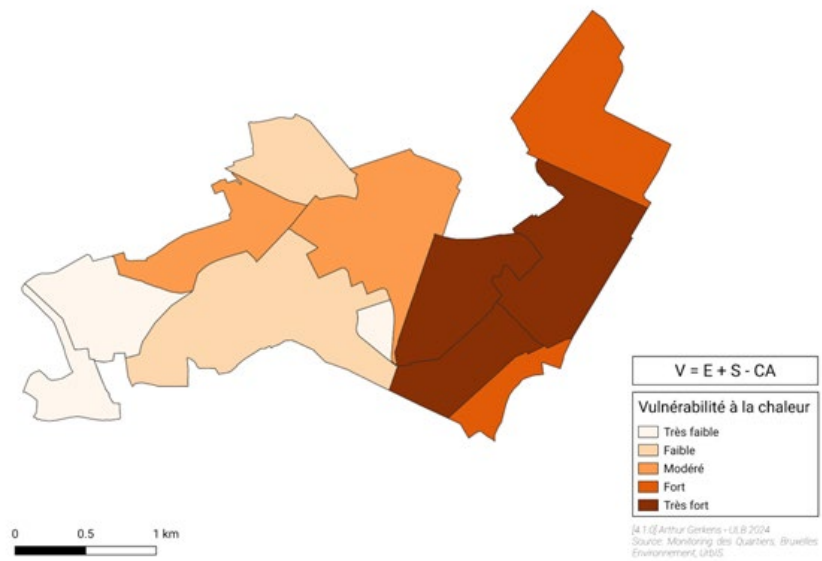 V = E + S - CA
Vulnérabilité à la chaleur
Très faible
Faible
Modéré
Fort
Très fort
0 0.5 1 km
[4.1.0] Arthur Gerkens - ULB 2024
Source: Monitoring des Quartiers, Bruxelles
Environnement, UrbIS